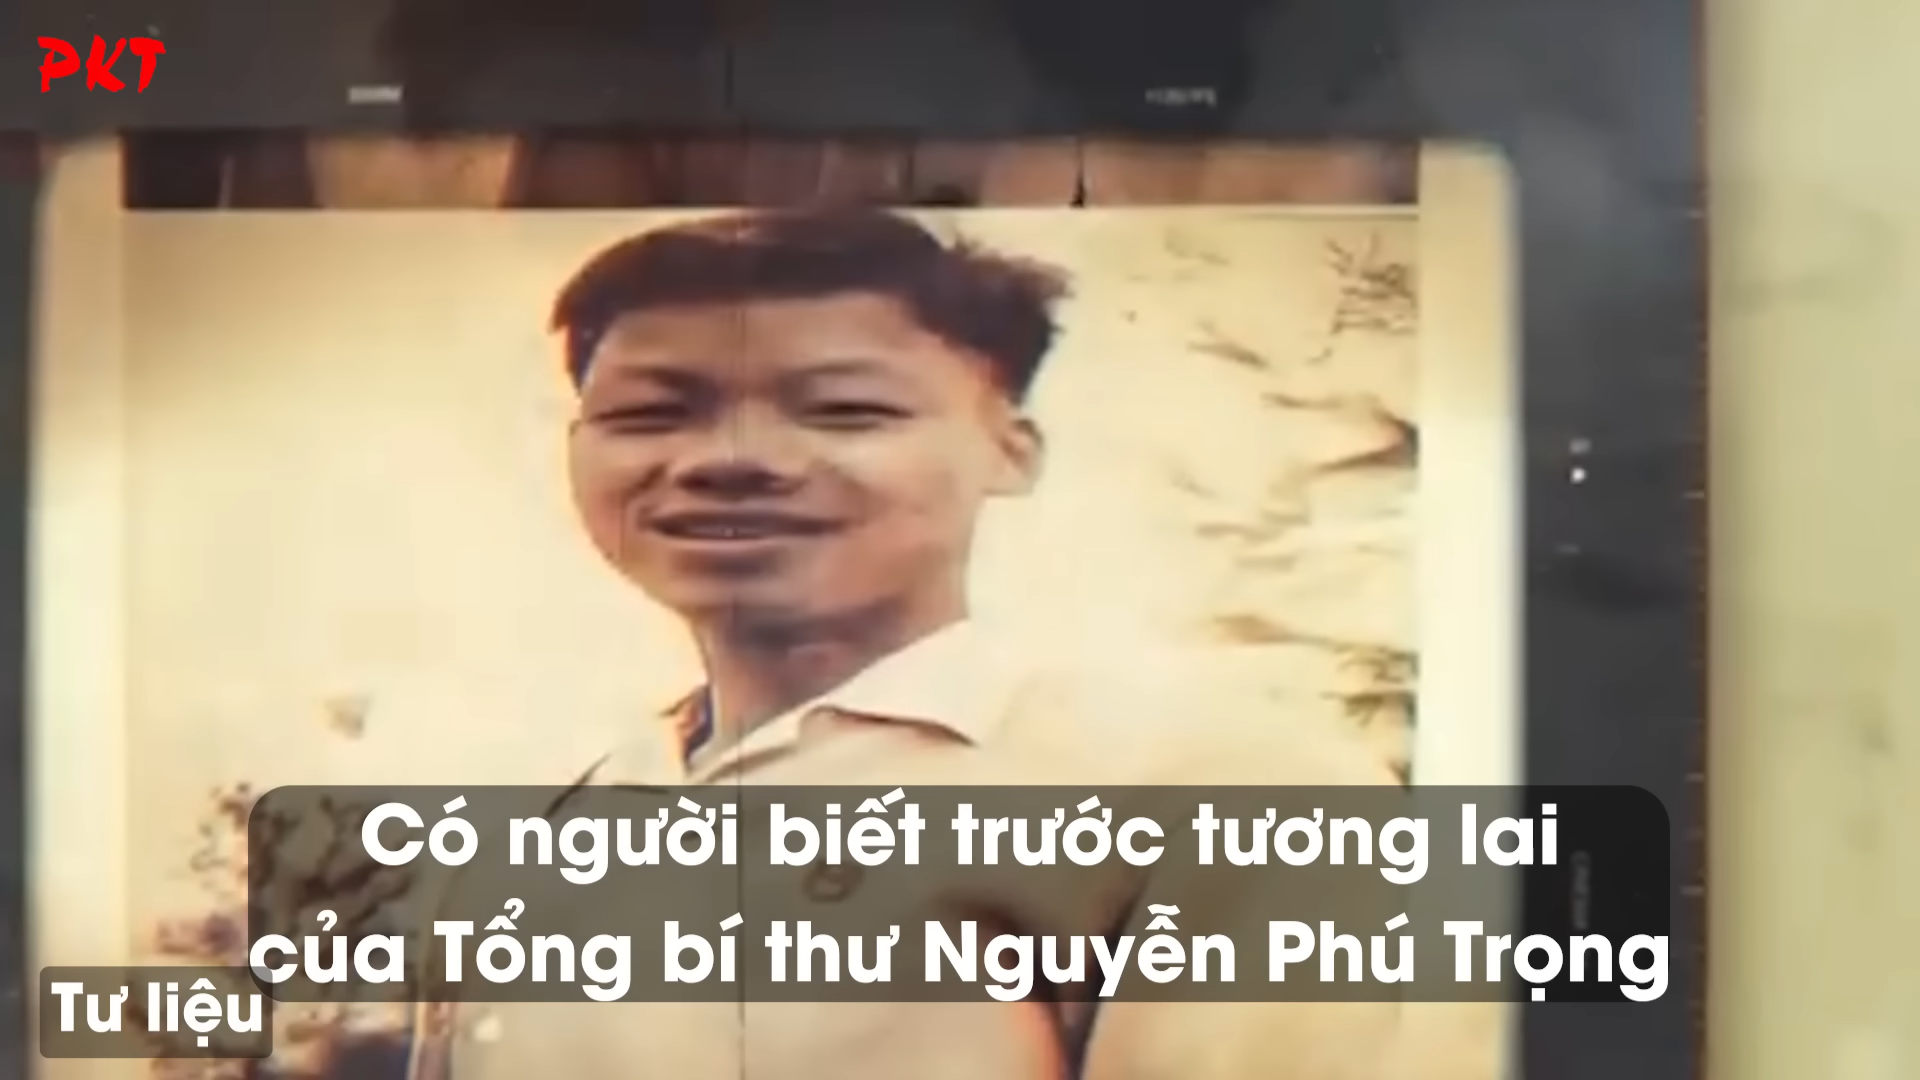 PKT
Có người biết trước tương lai
của Tổng bí thư Nguyễn Phú Trọng
Tư liệu